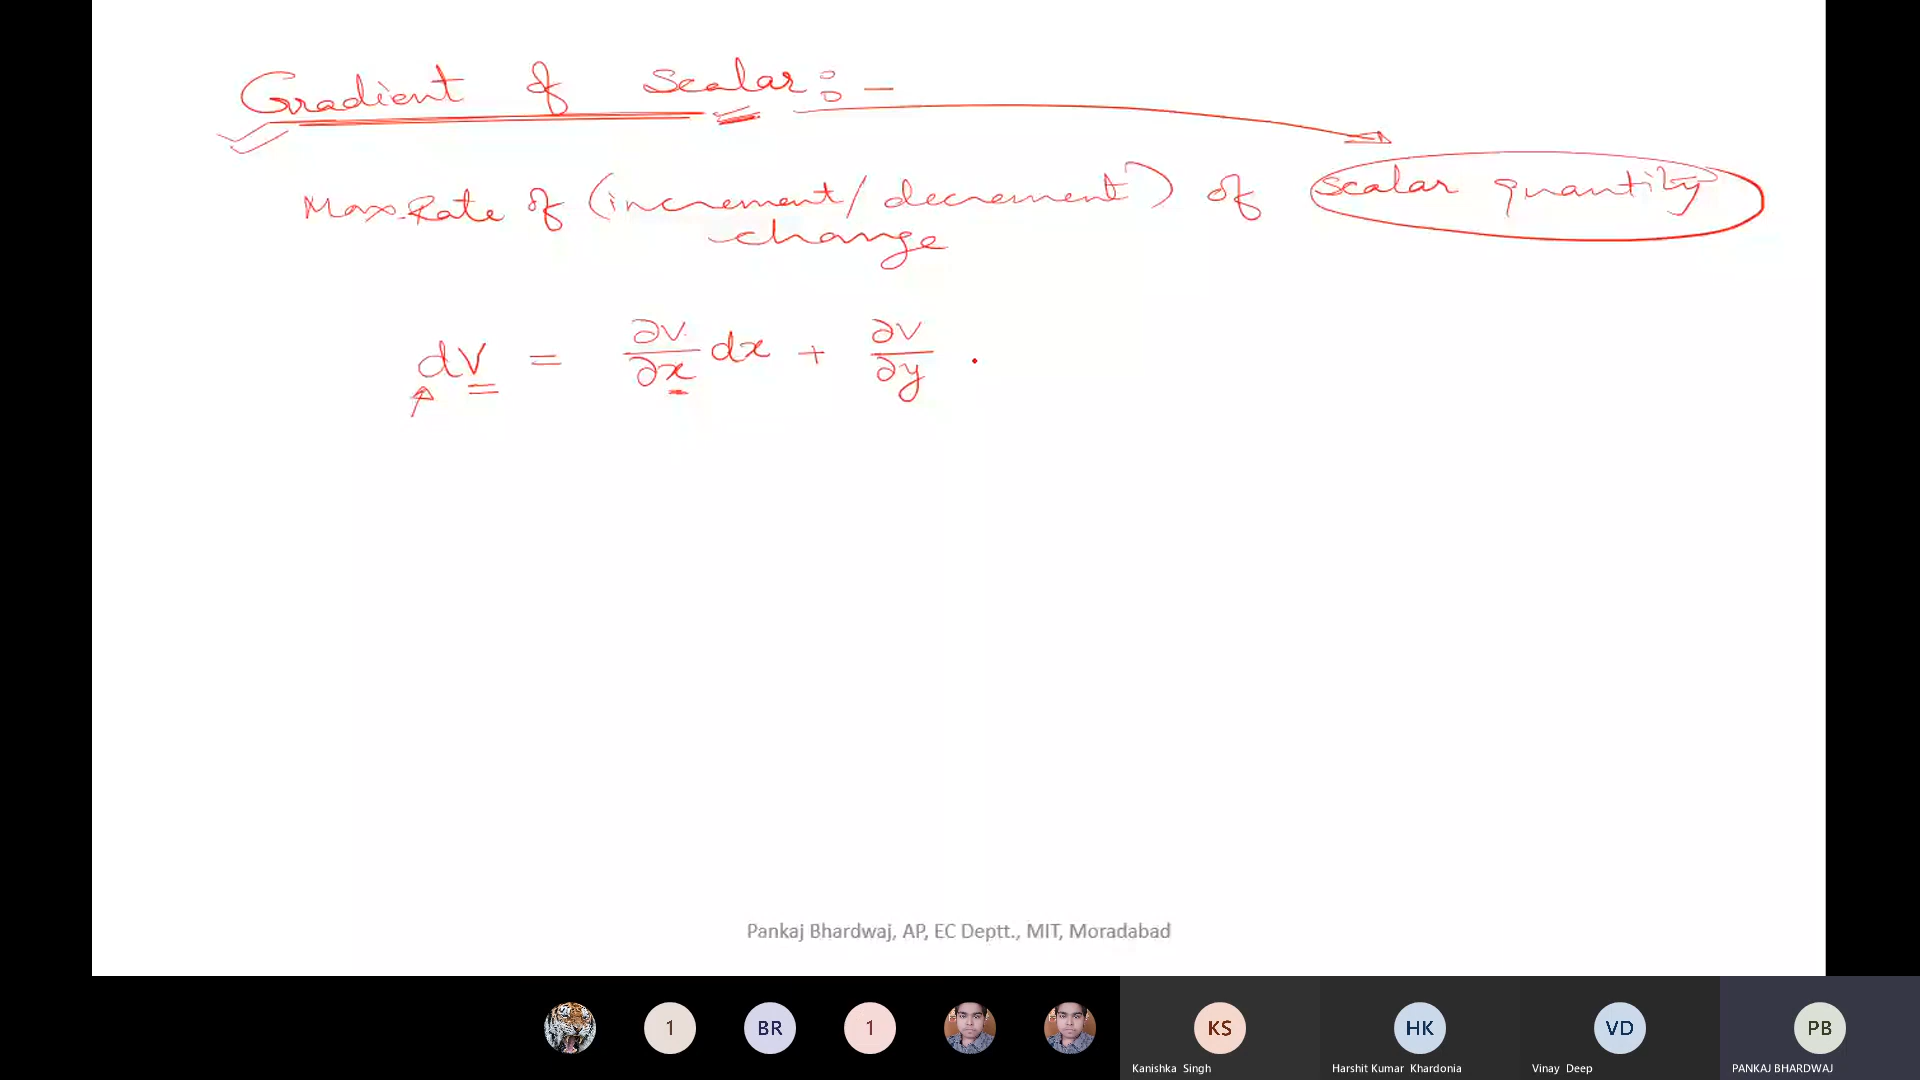 Gradient of Scalar : -
Max. Rate of (increment/decrement) of scalar quantity
change
dV = ∂V/∂x dx + ∂V/∂y .
Pankaj Bhardwaj, AP, EC Deptt., MIT, Moradabad
1 BR 1 KS HK VD PB
Kanishka Singh Harshit Kumar Khardonia Vinay Deep PANKAJ BHARDWAJ